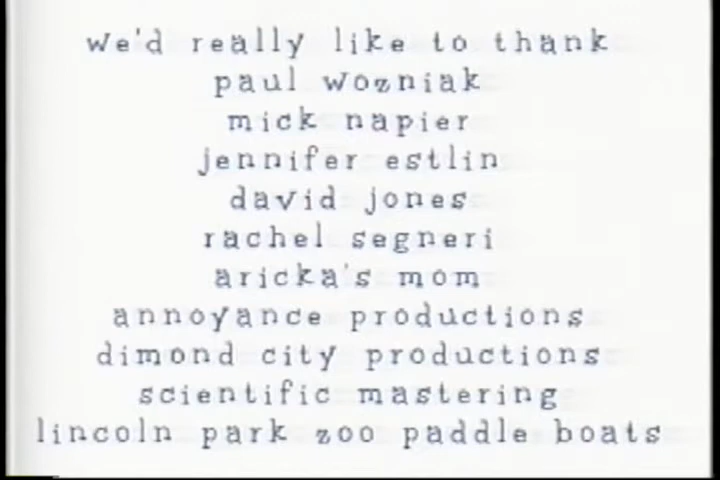 we'd really like to thank
paul wozniak
mick napier
jennifer estlin
david jones
rachel segneri
aricka's mom
annoyance productions
dimond city productions
scientific mastering
lincoln park zoo paddle boats